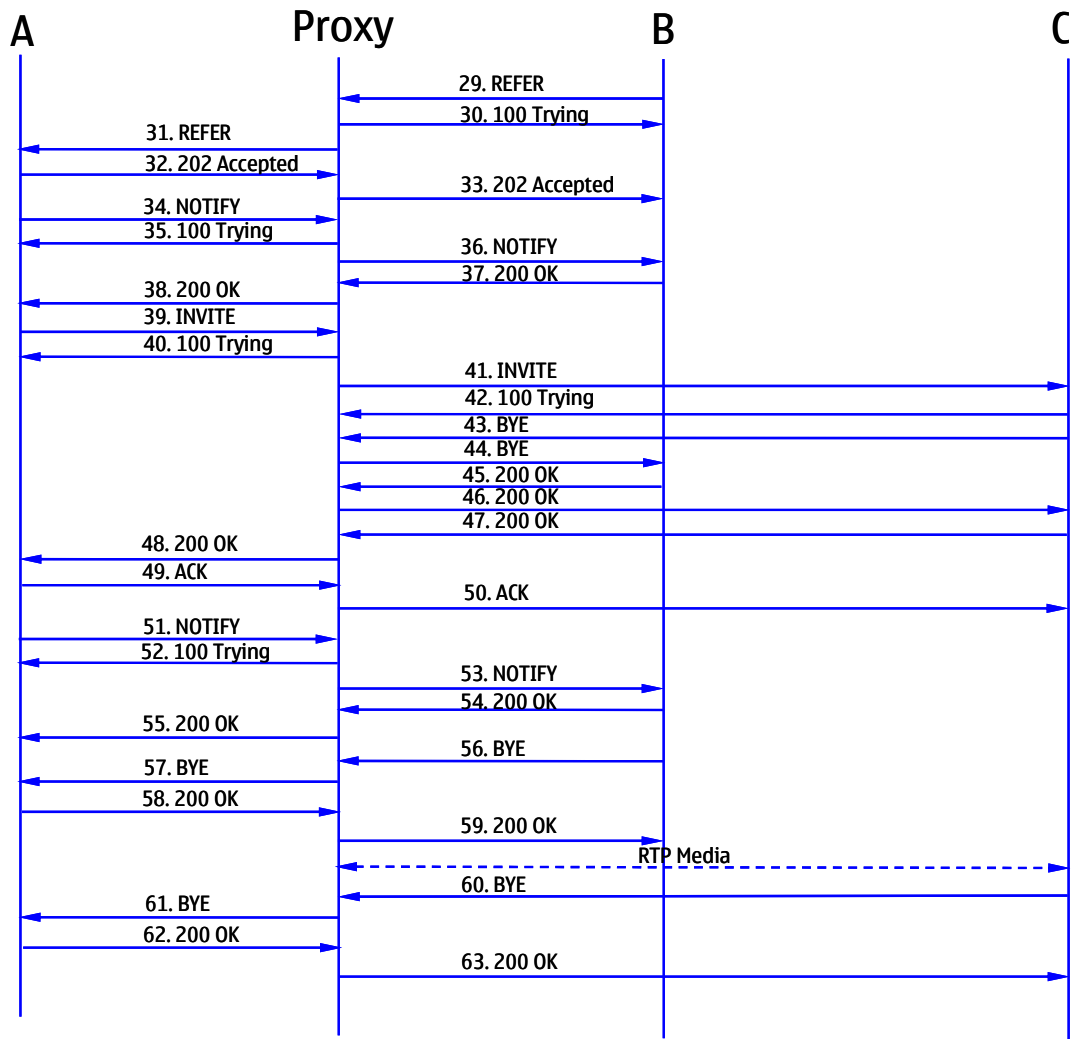 A Proxy B C
29. REFER
30. 100 Trying
31. REFER
32. 202 Accepted
33. 202 Accepted
34. NOTIFY
35. 100 Trying
36. NOTIFY
37. 200 OK
38. 200 OK
39. INVITE
40. 100 Trying
41. INVITE
42. 100 Trying
43. BYE
44. BYE
45. 200 OK
46. 200 OK
47. 200 OK
48. 200 OK
49. ACK
50. ACK
51. NOTIFY
52. 100 Trying
53. NOTIFY
54. 200 OK
55. 200 OK
56. BYE
57. BYE
58. 200 OK
59. 200 OK
RTP Media
60. BYE
61. BYE
62. 200 OK
63. 200 OK